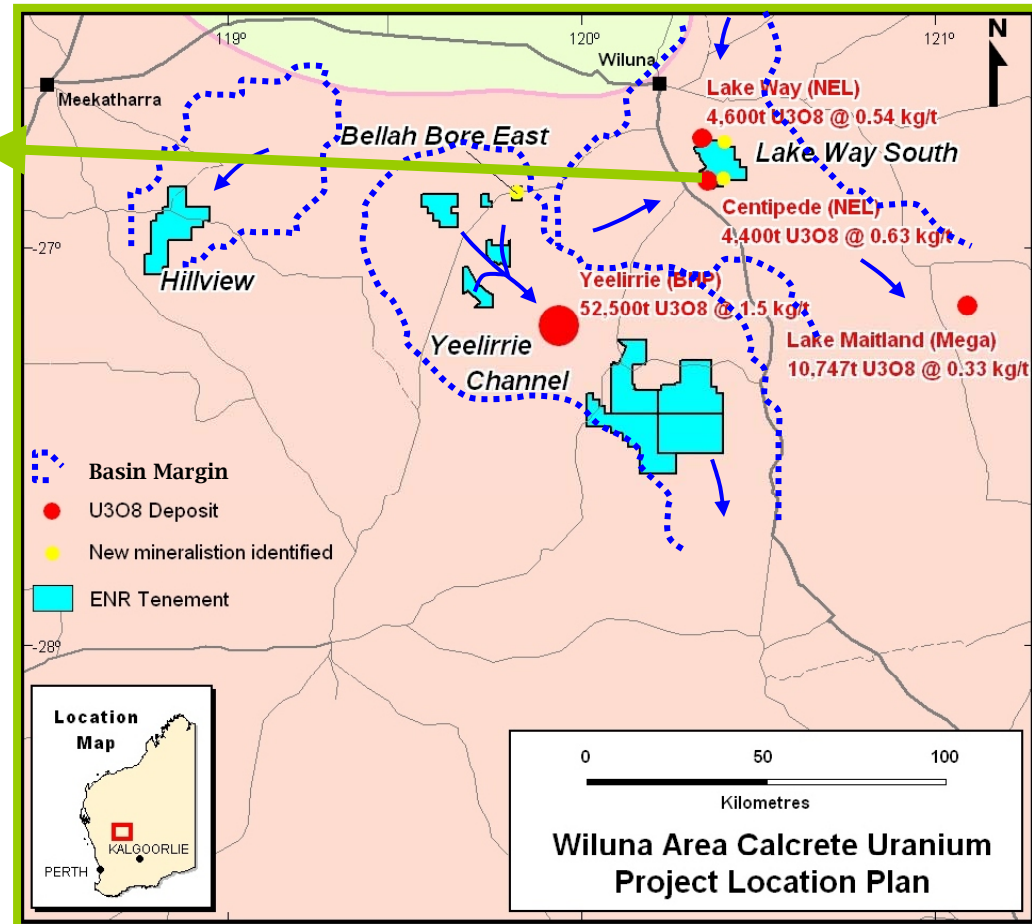 119º
120º
121º
N
Wiluna
Meekatharra
Lake Way (NEL)
4,600t U3O8 @ 0.54 kg/t
Bellah Bore East
Lake Way South
Centipede (NEL)
4,400t U3O8 @ 0.63 kg/t
-27º
Hillview
Yeelirrie (BHP)
52,500t U3O8 @ 1.5 kg/t
Yeelirrie
Channel
Lake Maitland (Mega)
10,747t U3O8 @ 0.33 kg/t
Basin Margin
U3O8 Deposit
New mineralistion identified
ENR Tenement
-28º
Location
Map
KALGOORLIE
PERTH
0 50 100
Kilometres
Wiluna Area Calcrete Uranium
Project Location Plan